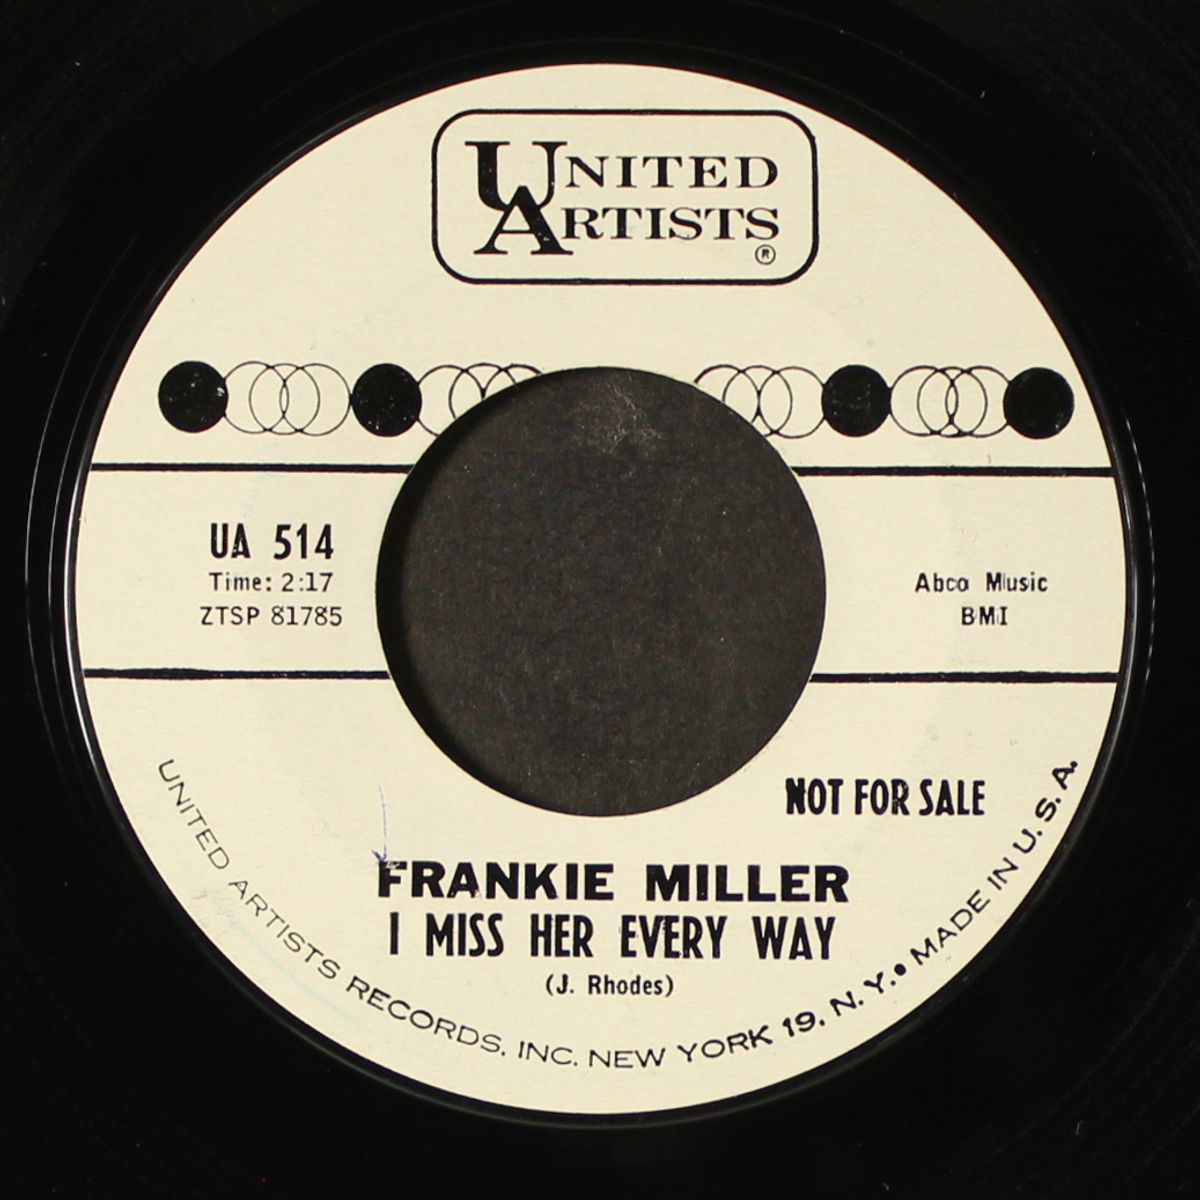 UNITED
ARTISTS
®
UA 514
Time: 2:17
ZTSP 81785
Abco Music
BMI
NOT FOR SALE
FRANKIE MILLER
I MISS HER EVERY WAY
(J. Rhodes)
UNITED ARTISTS RECORDS, INC. NEW YORK 19, N. Y. • MADE IN U. S. A.